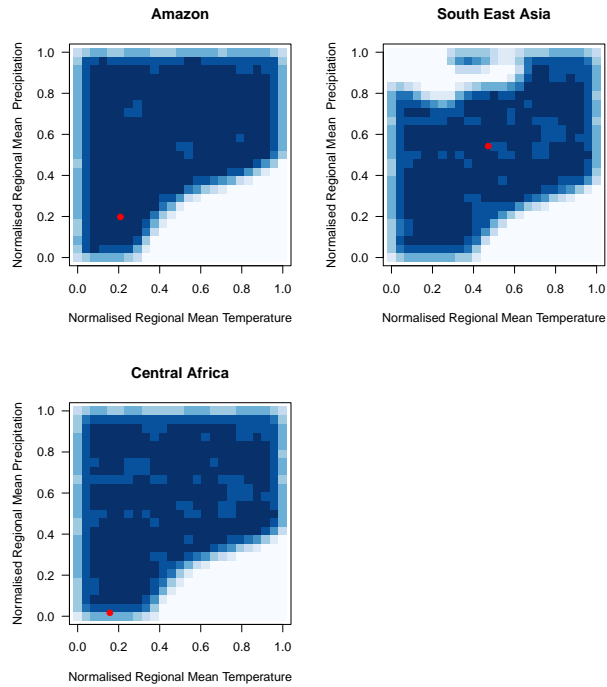 Amazon
Normalised Regional Mean  Precipitation
1.0
0.8
0.6
0.4
0.2
0.0
0.0 0.2 0.4 0.6 0.8 1.0
Normalised Regional Mean Temperature
South East Asia
Normalised Regional Mean  Precipitation
1.0
0.8
0.6
0.4
0.2
0.0
0.0 0.2 0.4 0.6 0.8 1.0
Normalised Regional Mean Temperature
Central Africa
Normalised Regional Mean Precipitation
1.0
0.8
0.6
0.4
0.2
0.0
0.0 0.2 0.4 0.6 0.8 1.0
Normalised Regional Mean Temperature